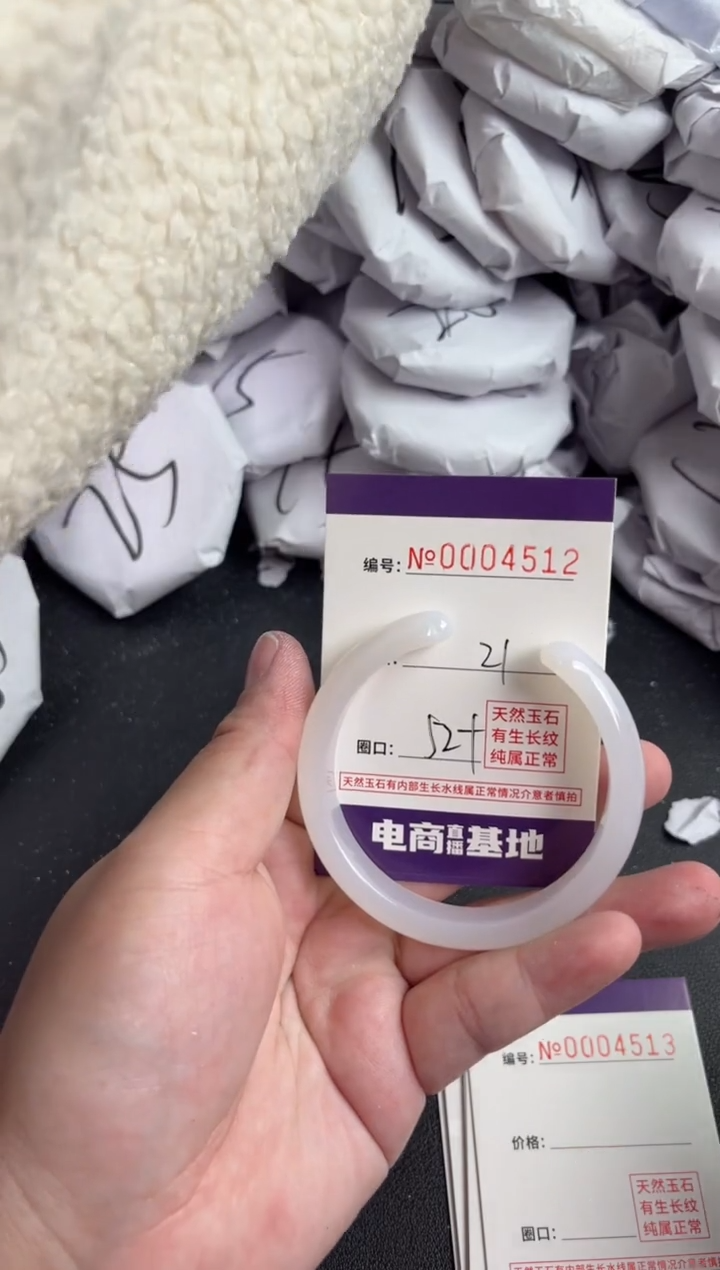 25
编号: №0004512
21
圈口: 52+
天然玉石
有生长纹
纯属正常
天然玉石有内部生长水线属正常情况介意者慎拍
电商直播基地
编号: №0004513
价格:
圈口:
天然玉石
有生长纹
纯属正常